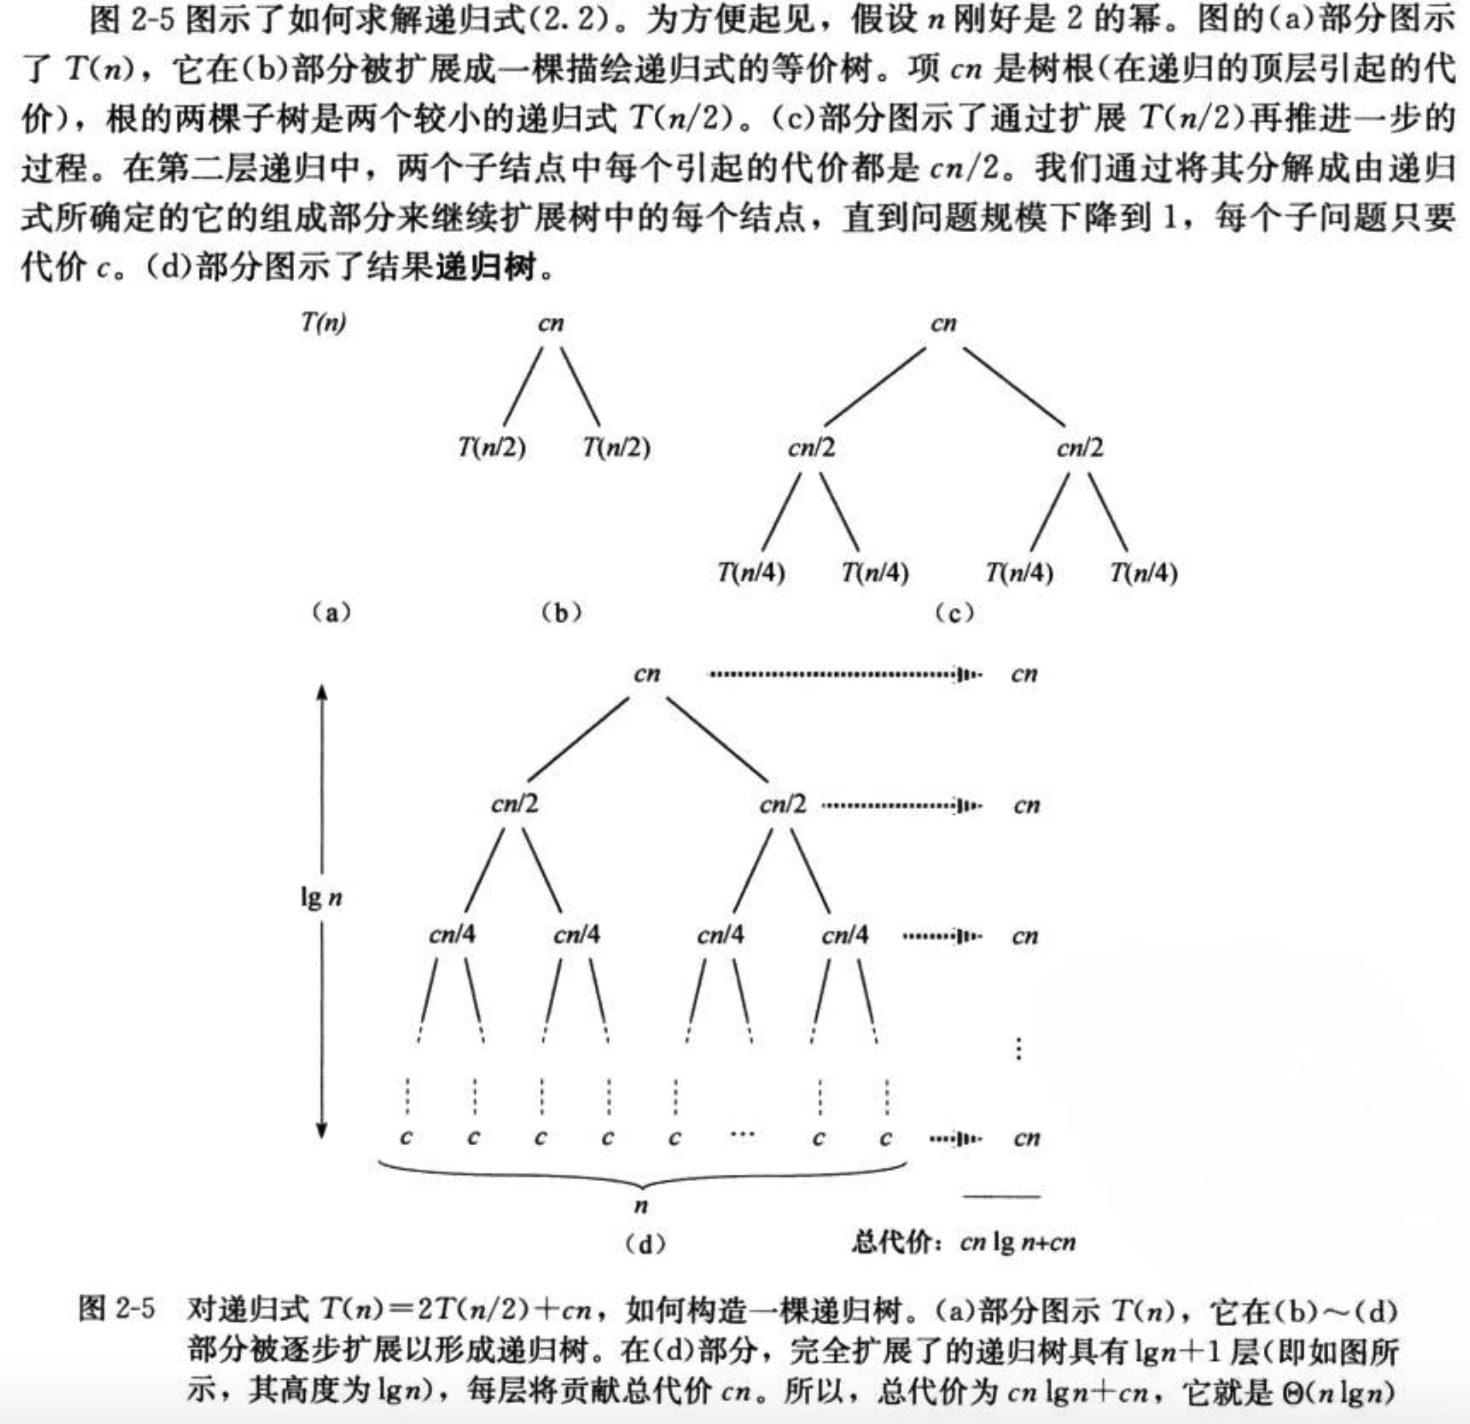 图 2-5 图示了如何求解递归式(2.2)。为方便起见，假设 n 刚好是 2 的幂。图的(a)部分图示
了 T(n)，它在(b)部分被扩展成一棵描绘递归式的等价树。项 cn 是树根(在递归的顶层引起的代
价)，根的两棵子树是两个较小的递归式 T(n/2)。(c)部分图示了通过扩展 T(n/2)再推进一步的
过程。在第二层递归中，两个子结点中每个引起的代价都是 cn/2。我们通过将其分解成由递归
式所确定的它的组成部分来继续扩展树中的每个结点，直到问题规模下降到 1，每个子问题只要
代价 c。(d)部分图示了结果递归树。
T(n) cn cn
T(n/2) T(n/2) cn/2 cn/2
T(n/4) T(n/4) T(n/4) T(n/4)
(a) (b) (c)
cn cn
cn/2 cn/2 cn
lg n
cn/4 cn/4 cn/4 cn/4 cn
⋮
c c c c c … c c cn
n
(d) 总代价：cn lg n+cn
图 2-5 对递归式 T(n)=2T(n/2)+cn，如何构造一棵递归树。(a)部分图示 T(n)，它在(b)～(d)
部分被逐步扩展以形成递归树。在(d)部分，完全扩展了的递归树具有 lgn+1 层(即如图所
示，其高度为 lgn)，每层将贡献总代价 cn。所以，总代价为 cn lgn+cn，它就是 Θ(n lgn)